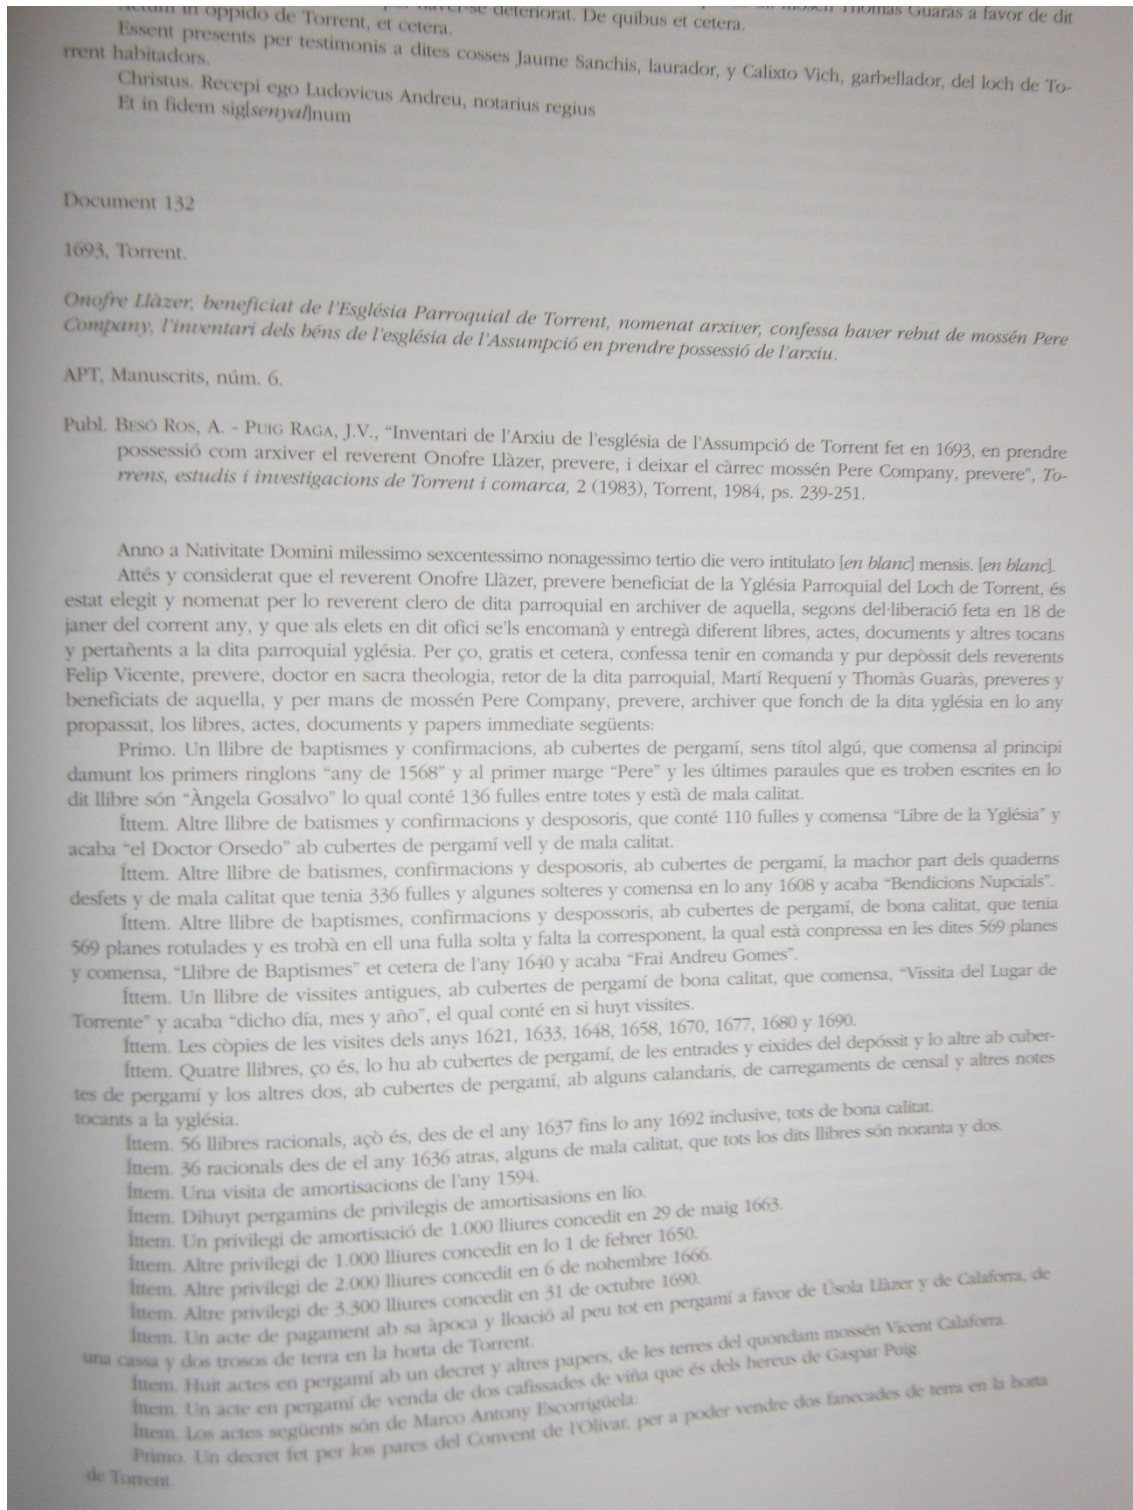 Actum in oppido de Torrent, et cetera.
haver-se deteriorat. De quibus et cetera.
mossén Thomàs Guaràs a favor de dit
Essent presents per testimonis a dites cosses Jaume Sanchis, laurador, y Calixto Vich, garbellador, del loch de To-
rrent habitadors.
Christus. Recepi ego Ludovicus Andreu, notarius regius
Et in fidem sig[senyal]num
Document 132
1693, Torrent.
Onofre Llàzer, beneficiat de l'Església Parroquial de Torrent, nomenat arxiver, confessa haver rebut de mossén Pere
Company, l'inventari dels béns de l'església de l'Assumpció en prendre possessió de l'arxiu.
APT, Manuscrits, núm. 6.
Publ. BESÓ ROS, A. - PUIG RAGA, J.V., “Inventari de l'Arxiu de l'església de l'Assumpció de Torrent fet en 1693, en prendre
possessió com arxiver el reverent Onofre Llàzer, prevere, i deixar el càrrec mossén Pere Company, prevere”, To-
rrens, estudis i investigacions de Torrent i comarca, 2 (1983), Torrent, 1984, ps. 239-251.
Anno a Nativitate Domini milessimo sexcentessimo nonagessimo tertio die vero intitulato [en blanc] mensis. [en blanc].
Attés y considerat que el reverent Onofre Llàzer, prevere beneficiat de la Yglésia Parroquial del Loch de Torrent, és
estat elegit y nomenat per lo reverent clero de dita parroquial en archiver de aquella, segons del·liberació feta en 18 de
janer del corrent any, y que als elets en dit ofici se'ls encomanà y entregà diferent libres, actes, documents y altres tocans
y pertañents a la dita parroquial yglésia. Per ço, gratis et cetera, confessa tenir en comanda y pur depòssit dels reverents
Felip Vicente, prevere, doctor en sacra theologia, retor de la dita parroquial, Martí Requení y Thomàs Guaràs, preveres y
beneficiats de aquella, y per mans de mossén Pere Company, prevere, archiver que fonch de la dita yglésia en lo any
propassat, los libres, actes, documents y papers immediate següents:
Primo. Un llibre de baptismes y confirmacions, ab cubertes de pergamí, sens títol algú, que comensa al principi
damunt los primers ringlons “any de 1568” y al primer marge “Pere” y les últimes paraules que es troben escrites en lo
dit llibre són “Àngela Gosalvo” lo qual conté 136 fulles entre totes y està de mala calitat.
Íttem. Altre llibre de batismes y confirmacions y desposoris, que conté 110 fulles y comensa “Libre de la Yglésia” y
acaba “el Doctor Orsedo” ab cubertes de pergamí vell y de mala calitat.
Íttem. Altre llibre de batismes, confirmacions y desposoris, ab cubertes de pergamí, la machor part dels quaderns
desfets y de mala calitat que tenia 336 fulles y algunes solteres y comensa en lo any 1608 y acaba “Bendicions Nupcials”.
Íttem. Altre llibre de baptismes, confirmacions y despossoris, ab cubertes de pergamí, de bona calitat, que tenia
569 planes rotulades y es trobà en ell una fulla solta y falta la corresponent, la qual està conpressa en les dites 569 planes
y comensa, “Llibre de Baptismes” et cetera de l'any 1640 y acaba “Frai Andreu Gomes”.
Íttem. Un llibre de vissites antigues, ab cubertes de pergamí de bona calitat, que comensa, “Vissita del Lugar de
Torrente” y acaba “dicho día, mes y año”, el qual conté en si huyt vissites.
Íttem. Les còpies de les visites dels anys 1621, 1633, 1648, 1658, 1670, 1677, 1680 y 1690.
Íttem. Quatre llibres, ço és, lo hu ab cubertes de pergamí, de les entrades y eixides del depóssit y lo altre ab cuber-
tes de pergamí y los altres dos, ab cubertes de pergamí, ab alguns calandaris, de carregaments de censal y altres notes
tocants a la yglésia.
Íttem. 56 llibres racionals, açò és, des de el any 1637 fins lo any 1692 inclusive, tots de bona calitat.
Íttem. 36 racionals des de el any 1636 atras, alguns de mala calitat, que tots los dits llibres són noranta y dos.
Íttem. Una visita de amortisacions de l'any 1594.
Íttem. Dihuyt pergamins de privilegis de amortisasions en lío.
Íttem. Un privilegi de amortisació de 1.000 lliures concedit en 29 de maig 1663.
Íttem. Altre privilegi de 1.000 lliures concedit en lo 1 de febrer 1650.
Íttem. Altre privilegi de 2.000 lliures concedit en 6 de nohembre 1666.
Íttem. Altre privilegi de 3.300 lliures concedit en 31 de octubre 1690.
Íttem. Un acte de pagament ab sa àpoca y lloació al peu tot en pergamí a favor de Úsola Llàzer y de Calaforra, de
una cassa y dos trosos de terra en la horta de Torrent.
Íttem. Huit actes en pergamí ab un decret y altres papers, de les terres del quondam mossén Vicent Calaforra.
Íttem. Un acte en pergamí de venda de dos cafissades de viña que és dels hereus de Gaspar Puig.
Íttem. Los actes següents són de Marco Antony Escorrigüela:
Primo. Un decret fet per los pares del Convent de l'Olivar, per a poder vendre dos fanecades de terra en la horta
de Torrent.